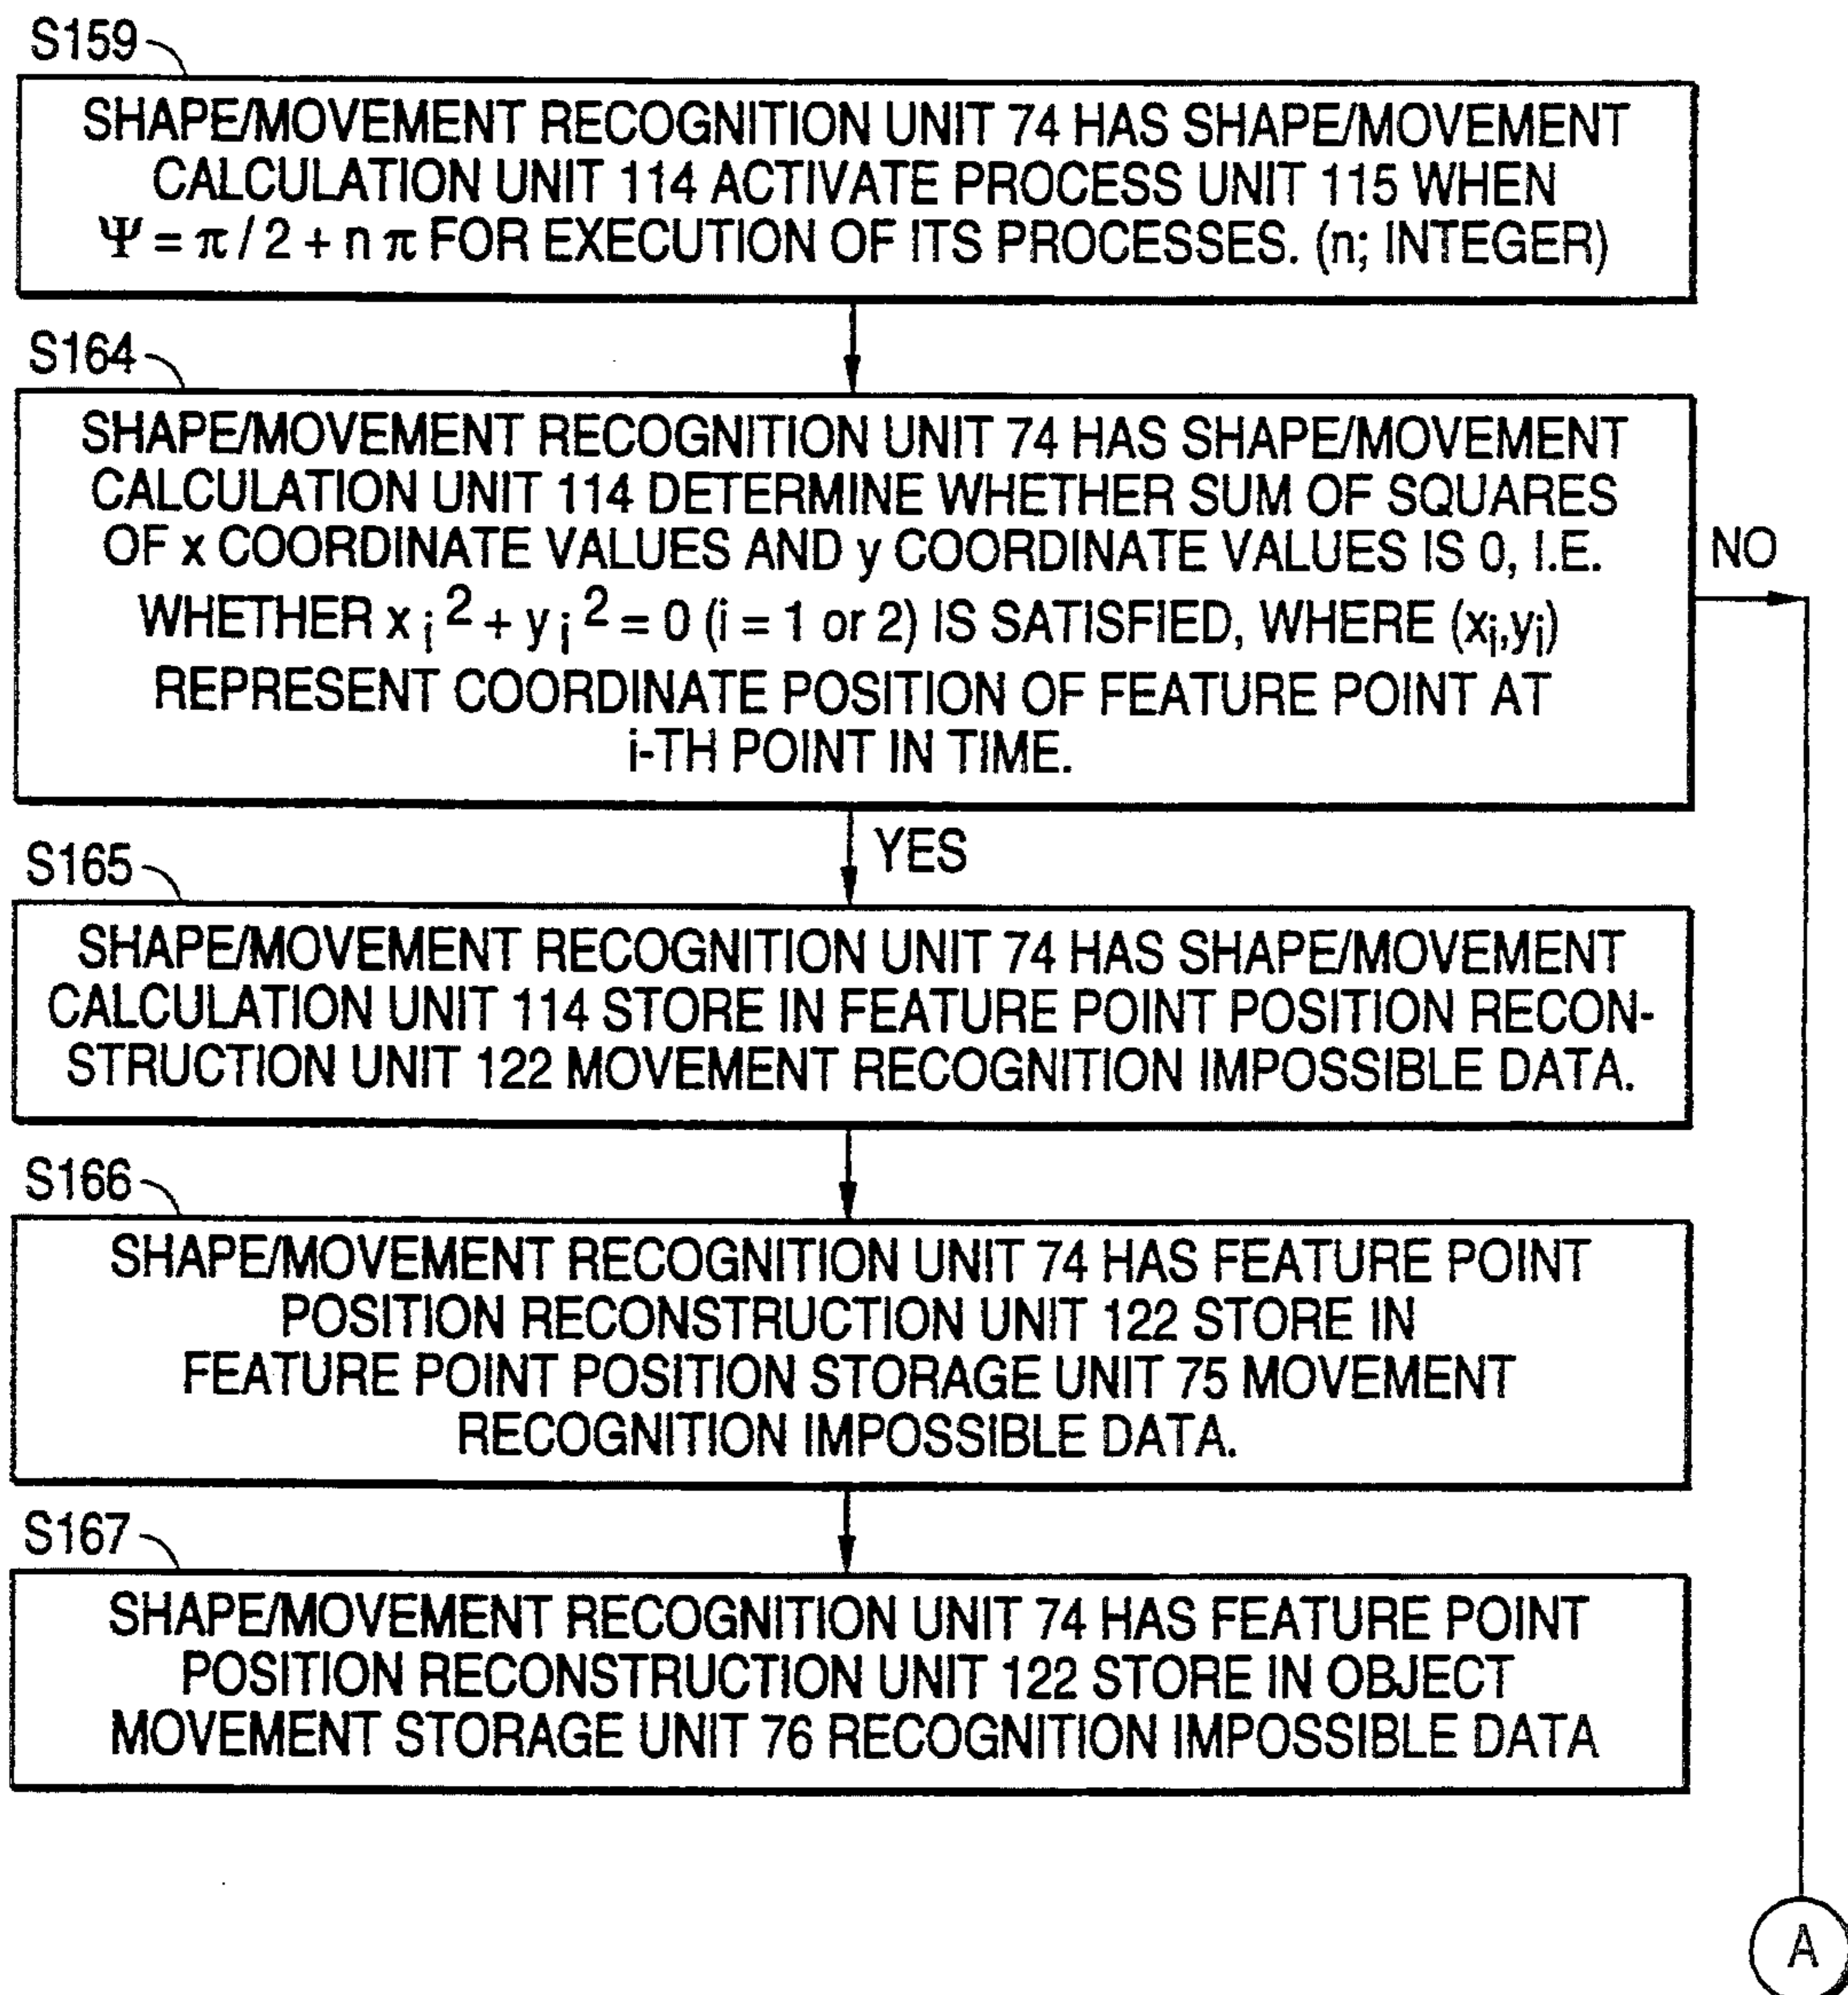 S159
SHAPE/MOVEMENT RECOGNITION UNIT 74 HAS SHAPE/MOVEMENT
CALCULATION UNIT 114 ACTIVATE PROCESS UNIT 115 WHEN
Ψ = π / 2 + n π FOR EXECUTION OF ITS PROCESSES. (n; INTEGER)
S164
SHAPE/MOVEMENT RECOGNITION UNIT 74 HAS SHAPE/MOVEMENT
CALCULATION UNIT 114 DETERMINE WHETHER SUM OF SQUARES
OF x COORDINATE VALUES AND y COORDINATE VALUES IS 0, I.E.
WHETHER x i 2 + y i 2 = 0 (i = 1 or 2) IS SATISFIED, WHERE (xi,yi)
REPRESENT COORDINATE POSITION OF FEATURE POINT AT
i-TH POINT IN TIME.
NO
YES
S165
SHAPE/MOVEMENT RECOGNITION UNIT 74 HAS SHAPE/MOVEMENT
CALCULATION UNIT 114 STORE IN FEATURE POINT POSITION RECON-
STRUCTION UNIT 122 MOVEMENT RECOGNITION IMPOSSIBLE DATA.
S166
SHAPE/MOVEMENT RECOGNITION UNIT 74 HAS FEATURE POINT
POSITION RECONSTRUCTION UNIT 122 STORE IN
FEATURE POINT POSITION STORAGE UNIT 75 MOVEMENT
RECOGNITION IMPOSSIBLE DATA.
S167
SHAPE/MOVEMENT RECOGNITION UNIT 74 HAS FEATURE POINT
POSITION RECONSTRUCTION UNIT 122 STORE IN OBJECT
MOVEMENT STORAGE UNIT 76 RECOGNITION IMPOSSIBLE DATA
A